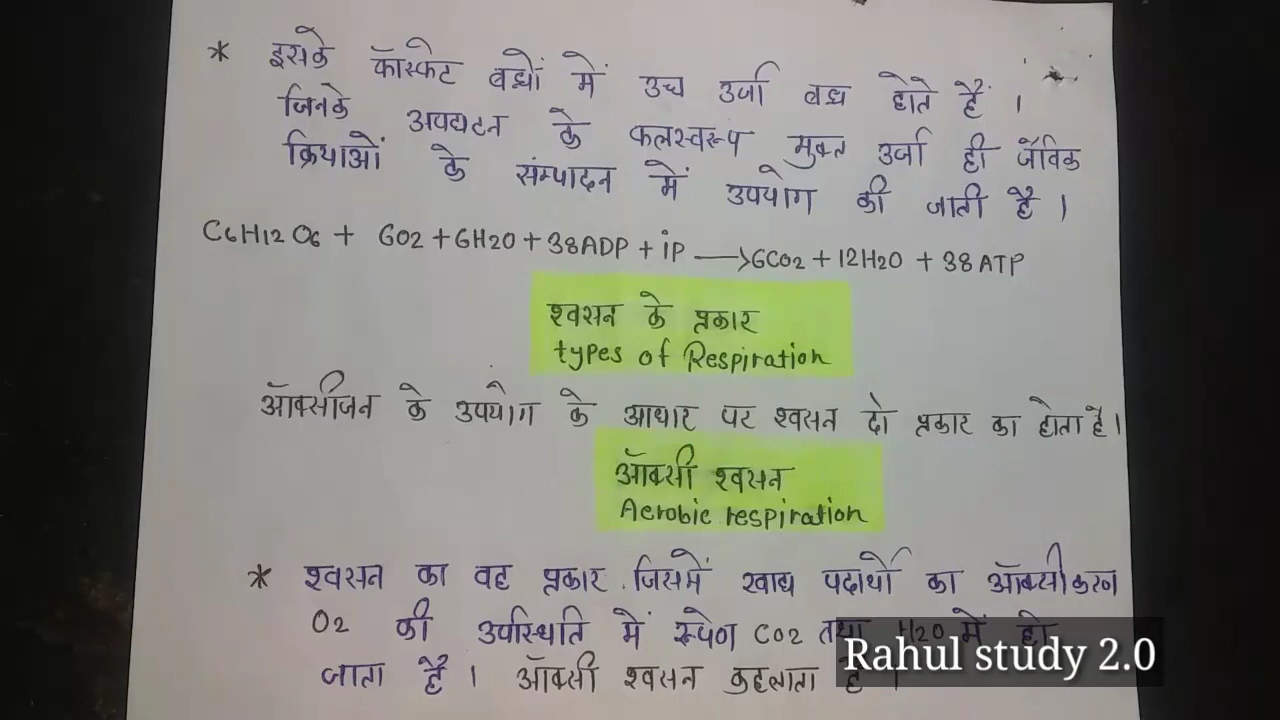 * इसके फॉस्फेट बन्धों में उच्च उर्जा बन्ध होते हैं ।
जिनके अपघटन के फलस्वरूप मुक्त उर्जा ही जैविक
क्रियाओं के संम्पादन में उपयोग की जाती है ।
C6H12O6 + 6O2 + 6H2O + 38ADP + iP → 6CO2 + 12H2O + 38 ATP
श्वसन के प्रकार
types of Respiration
ऑक्सीजन के उपयोग के आधार पर श्वसन दो प्रकार का होता है।
ऑक्सी श्वसन
Aerobic respiration
* श्वसन का वह प्रकार जिसमें खाद्य पदार्थो का ऑक्सीकरण
O2 की उपस्थिति में CO2 तथा H2O में हो
जाता है । ऑक्सी श्वसन कहलाता है ।
Rahul study 2.0